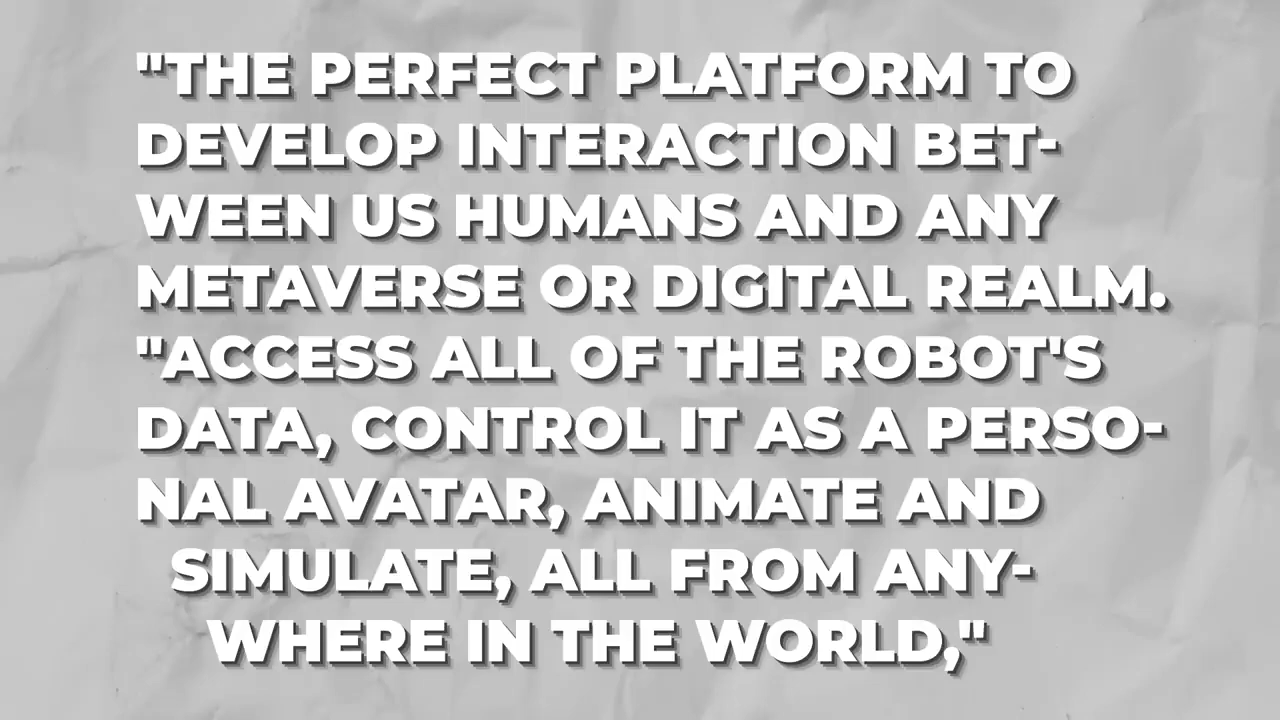 "THE PERFECT PLATFORM TO
DEVELOP INTERACTION BET-
WEEN US HUMANS AND ANY
METAVERSE OR DIGITAL REALM.
"ACCESS ALL OF THE ROBOT'S
DATA, CONTROL IT AS A PERSO-
NAL AVATAR, ANIMATE AND
SIMULATE, ALL FROM ANY-
WHERE IN THE WORLD,"